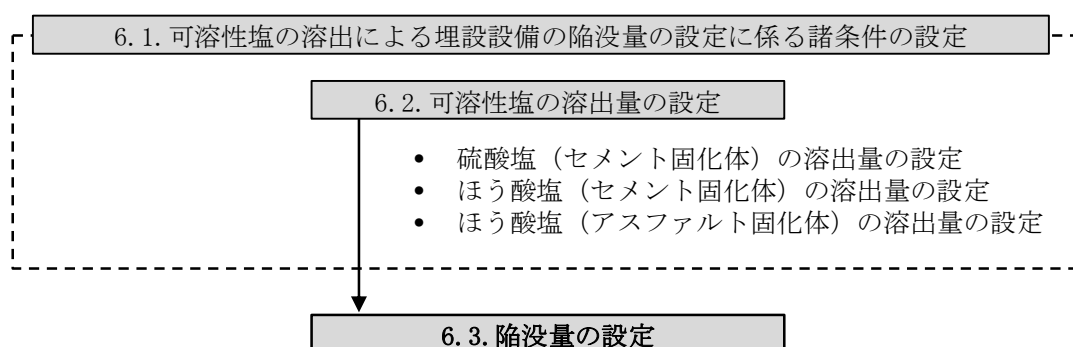 6.1.可溶性塩の溶出による埋設設備の陥没量の設定に係る諸条件の設定
6.2.可溶性塩の溶出量の設定
• 硫酸塩（セメント固化体）の溶出量の設定
• ほう酸塩（セメント固化体）の溶出量の設定
• ほう酸塩（アスファルト固化体）の溶出量の設定
6.3.陥没量の設定